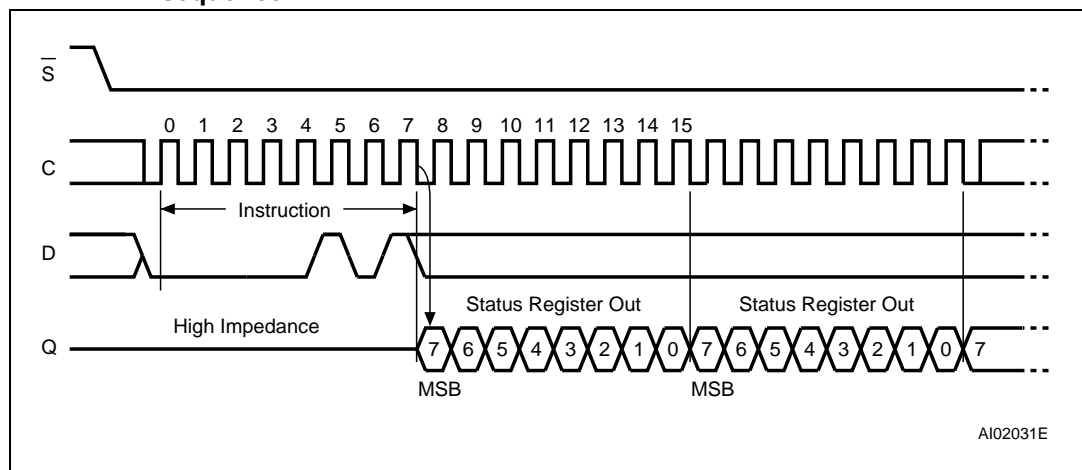 S
0 1 2 3 4 5 6 7 8 9 10 11 12 13 14 15
C
Instruction
D
Status Register Out Status Register Out
High Impedance
Q
7 6 5 4 3 2 1 0 7 6 5 4 3 2 1 0 7
MSB MSB
AI02031E